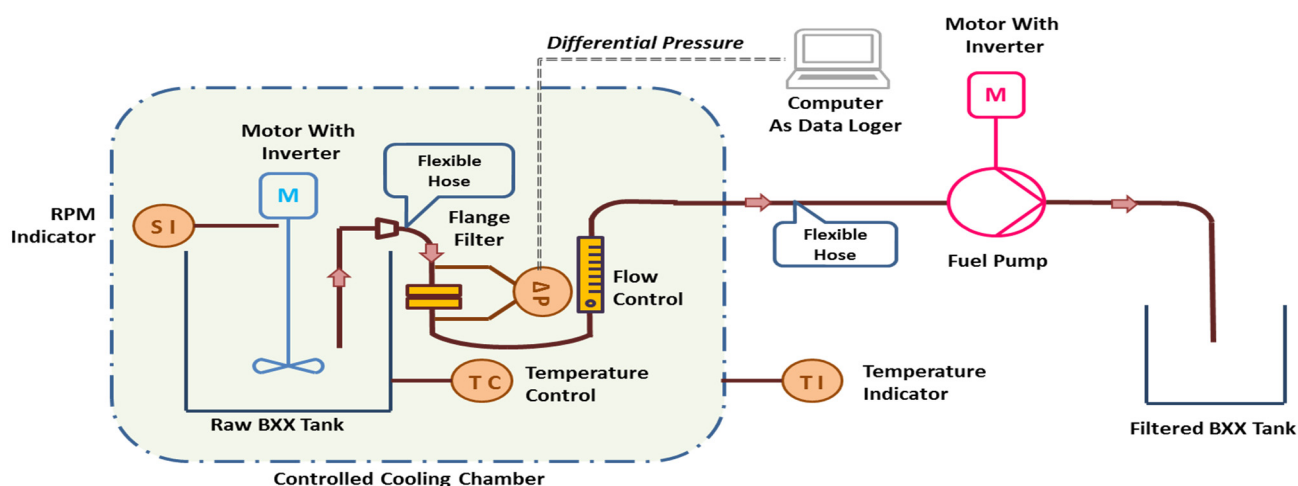 Differential Pressure
Computer
As Data Loger
Motor With
Inverter
M
Motor With
Inverter
M
Flexible
Hose
RPM
Indicator
S I
Flange
Filter
ΔP
Flow
Control
Flexible
Hose
Fuel Pump
T C
Temperature
Control
T I
Temperature
Indicator
Raw BXX Tank
Filtered BXX Tank
Controlled Cooling Chamber